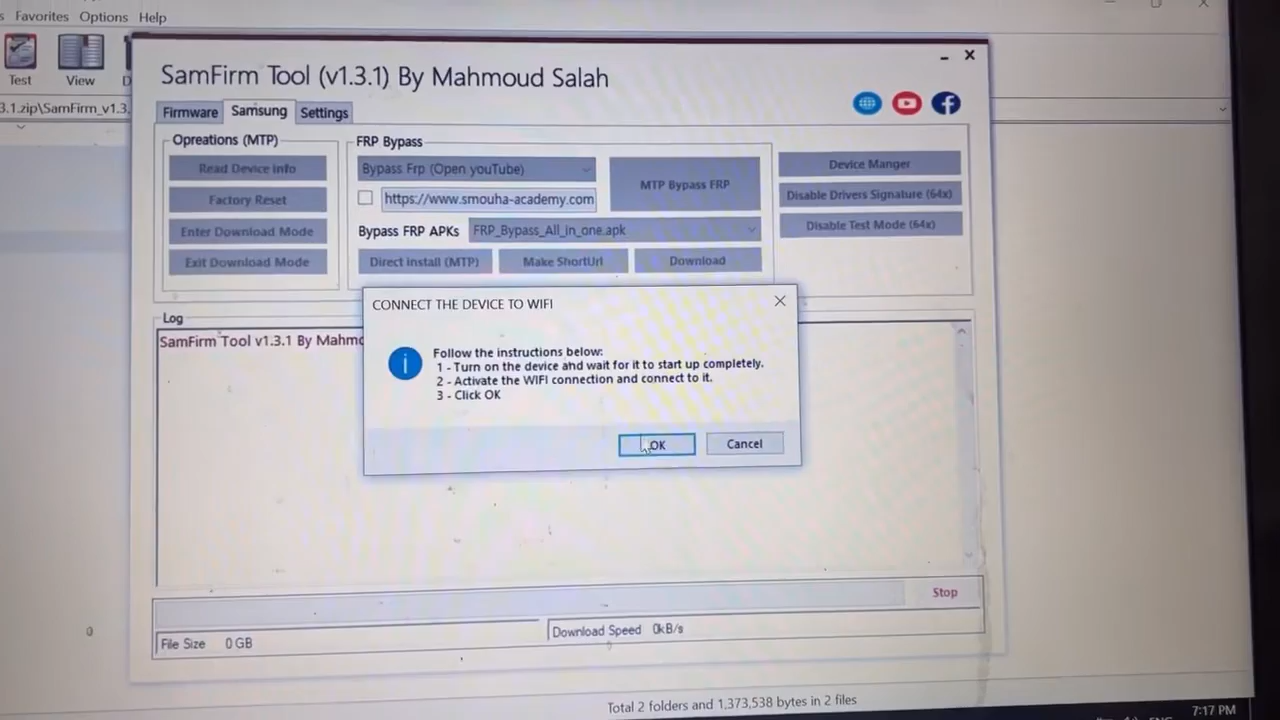 Favorites Options Help
Test
View
3.1.zip\SamFirm_v1.3.
SamFirm Tool (v1.3.1) By Mahmoud Salah
Firmware Samsung Settings
Opreations (MTP)
Read Device Info
Factory Reset
Enter Download Mode
Exit Download Mode
FRP Bypass
Bypass Frp (Open youTube)
https://www.smouha-academy.com
MTP Bypass FRP
Bypass FRP APKs FRP_Bypass_All_in_one.apk
Direct install (MTP) Make ShortUrl Download
Device Manger
Disable Drivers Signature (64x)
Disable Test Mode (64x)
Log
SamFirm Tool v1.3.1 By Mahmo
CONNECT THE DEVICE TO WIFI
Follow the instructions below:
1 - Turn on the device and wait for it to start up completely.
2 - Activate the WIFI connection and connect to it.
3 - Click OK
OK Cancel
Stop
File Size 0 GB
Download Speed 0kB/s
0
Total 2 folders and 1,373,538 bytes in 2 files
7:17 PM